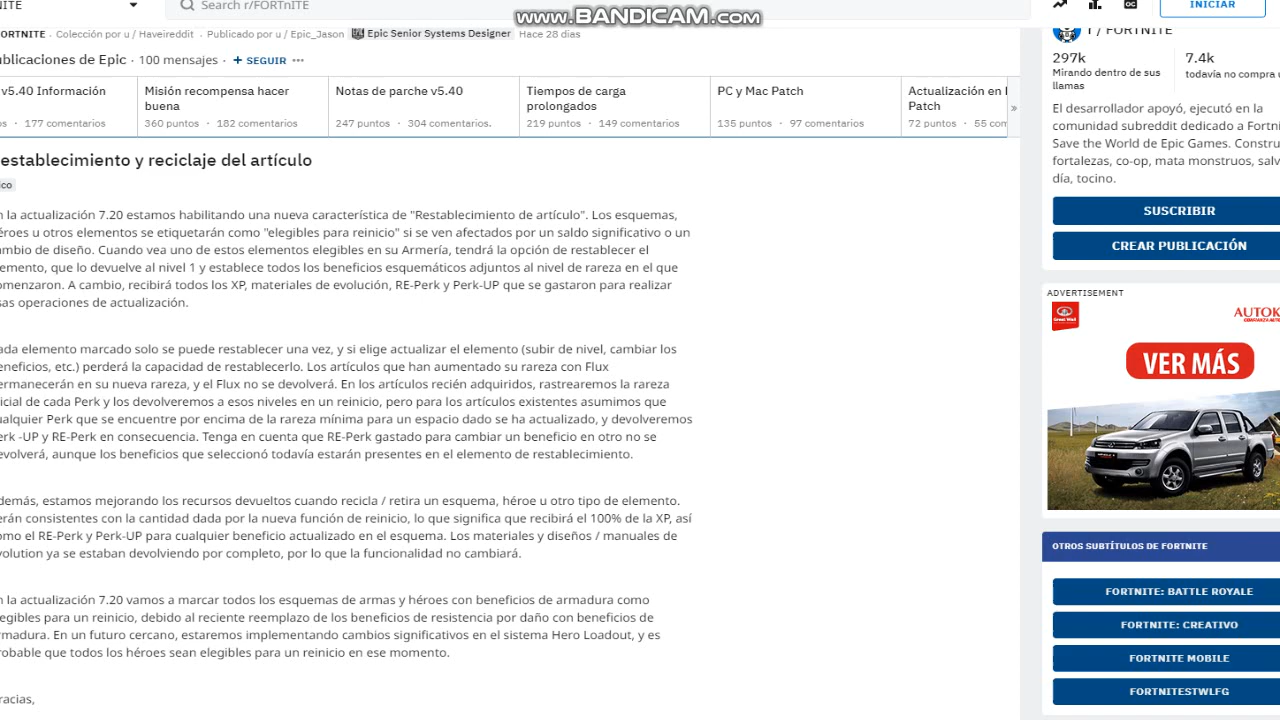 NITE
Search r/FORTnITE
www.BANDICAM.com
INICIAR
FORTNITE
ORTNITE · Colección por u / Haveireddit · Publicado por u / Epic_Jason Epic Senior Systems Designer Hace 28 días
ublicaciones de Epic · 100 mensajes · + SEGUIR ···
v5.40 Información
177 comentarios
Misión recompensa hacer
buena
360 puntos · 182 comentarios
Notas de parche v5.40
247 puntos · 304 comentarios.
Tiempos de carga
prolongados
219 puntos · 149 comentarios
PC y Mac Patch
135 puntos · 97 comentarios
Actualización en
Patch
72 puntos · 55 com
»
establecimiento y reciclaje del artículo
ico
n la actualización 7.20 estamos habilitando una nueva característica de "Restablecimiento de artículo". Los esquemas,
éroes u otros elementos se etiquetarán como "elegibles para reinicio" si se ven afectados por un saldo significativo o un
ambio de diseño. Cuando vea uno de estos elementos elegibles en su Armería, tendrá la opción de restablecer el
emento, que lo devuelve al nivel 1 y establece todos los beneficios esquemáticos adjuntos al nivel de rareza en el que
omenzaron. A cambio, recibirá todos los XP, materiales de evolución, RE-Perk y Perk-UP que se gastaron para realizar
sas operaciones de actualización.
ada elemento marcado solo se puede restablecer una vez, y si elige actualizar el elemento (subir de nivel, cambiar los
eneficios, etc.) perderá la capacidad de restablecerlo. Los artículos que han aumentado su rareza con Flux
ermanecerán en su nueva rareza, y el Flux no se devolverá. En los artículos recién adquiridos, rastrearemos la rareza
icial de cada Perk y los devolveremos a esos niveles en un reinicio, pero para los artículos existentes asumimos que
ualquier Perk que se encuentre por encima de la rareza mínima para un espacio dado se ha actualizado, y devolveremos
erk -UP y RE-Perk en consecuencia. Tenga en cuenta que RE-Perk gastado para cambiar un beneficio en otro no se
evolverá, aunque los beneficios que seleccionó todavía estarán presentes en el elemento de restablecimiento.
demás, estamos mejorando los recursos devueltos cuando recicla / retira un esquema, héroe u otro tipo de elemento.
erán consistentes con la cantidad dada por la nueva función de reinicio, lo que significa que recibirá el 100% de la XP, así
omo el RE-Perk y Perk-UP para cualquier beneficio actualizado en el esquema. Los materiales y diseños / manuales de
volution ya se estaban devolviendo por completo, por lo que la funcionalidad no cambiará.
n la actualización 7.20 vamos a marcar todos los esquemas de armas y héroes con beneficios de armadura como
egibles para un reinicio, debido al reciente reemplazo de los beneficios de resistencia por daño con beneficios de
rmadura. En un futuro cercano, estaremos implementando cambios significativos en el sistema Hero Loadout, y es
robable que todos los héroes sean elegibles para un reinicio en ese momento.
racias,
r / FORTNITE
297k
Mirando dentro de sus
llamas
7.4k
todavía no compra
El desarrollador apoyó, ejecutó en la
comunidad subreddit dedicado a Fortni
Save the World de Epic Games. Constru
fortalezas, co-op, mata monstruos, salv
día, tocino.
SUSCRIBIR
CREAR PUBLICACIÓN
ADVERTISEMENT
Great Wall
AUTOK
VER MÁS
OTROS SUBTÍTULOS DE FORTNITE
FORTNITE: BATTLE ROYALE
FORTNITE: CREATIVO
FORTNITE MOBILE
FORTNITESTWLFG